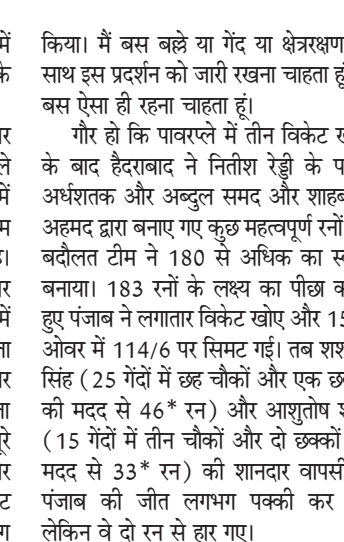 किया। मैं बस बल्ले या गेंद या क्षेत्ररक्षण
साथ इस प्रदर्शन को जारी रखना चाहता हूं
बस ऐसा ही रहना चाहता हूं।
गौर हो कि पावरप्ले में तीन विकेट
के बाद हैदराबाद ने नितीश रेड्डी के
अर्धशतक और अब्दुल समद और
अहमद द्वारा बनाए गए कुछ महत्वपूर्ण रनों
बदौलत टीम ने 180 से अधिक का
बनाया। 183 रनों के लक्ष्य का पीछा
हुए पंजाब ने लगातार विकेट खोए और 15
ओवर में 114/6 पर सिमट गई। तब
सिंह (25 गेंदों में छह चौकों और एक
की मदद से 46* रन) और आशुतोष
(15 गेंदों में तीन चौकों और दो छक्कों
मदद से 33* रन) की शानदार वापसी
पंजाब की जीत लगभग पक्की कर
लेकिन वे दो रन से हार गए।